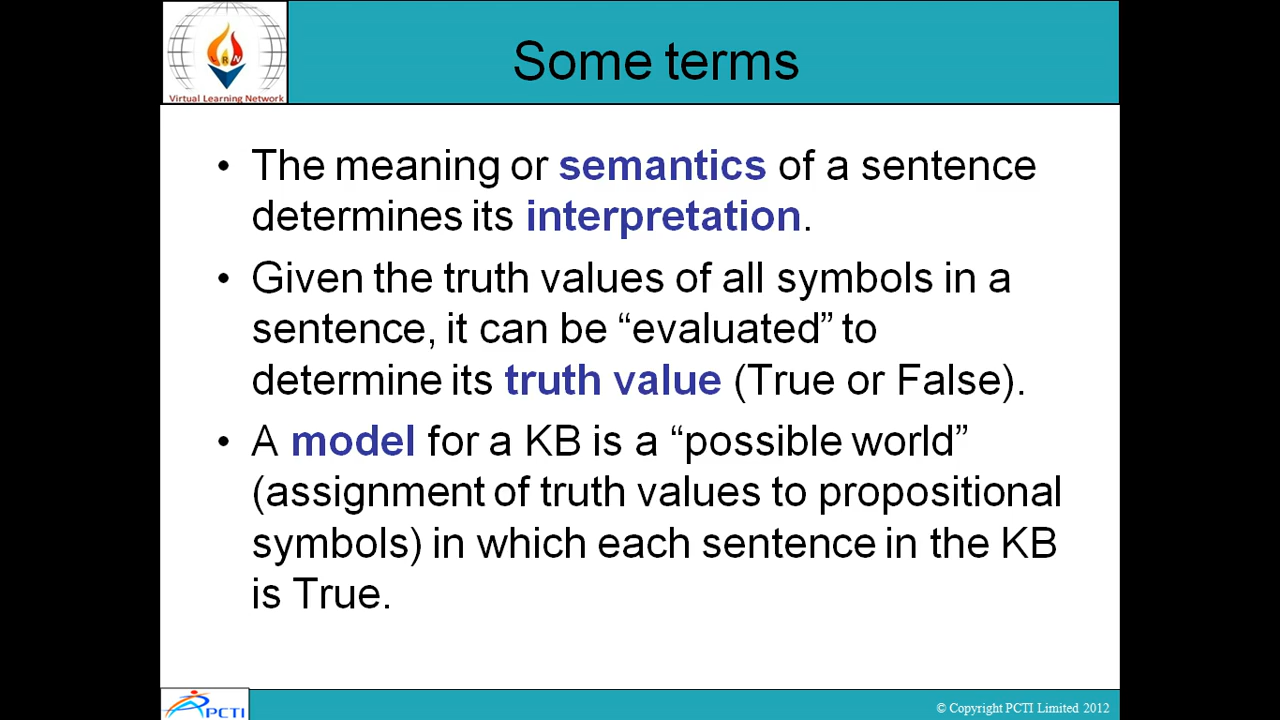 Some terms
LRN
Virtual Learning Network
• The meaning or semantics of a sentence
determines its interpretation.
• Given the truth values of all symbols in a
sentence, it can be “evaluated” to
determine its truth value (True or False).
• A model for a KB is a “possible world”
(assignment of truth values to propositional
symbols) in which each sentence in the KB
is True.
PCTI
© Copyright PCTI Limited 2012